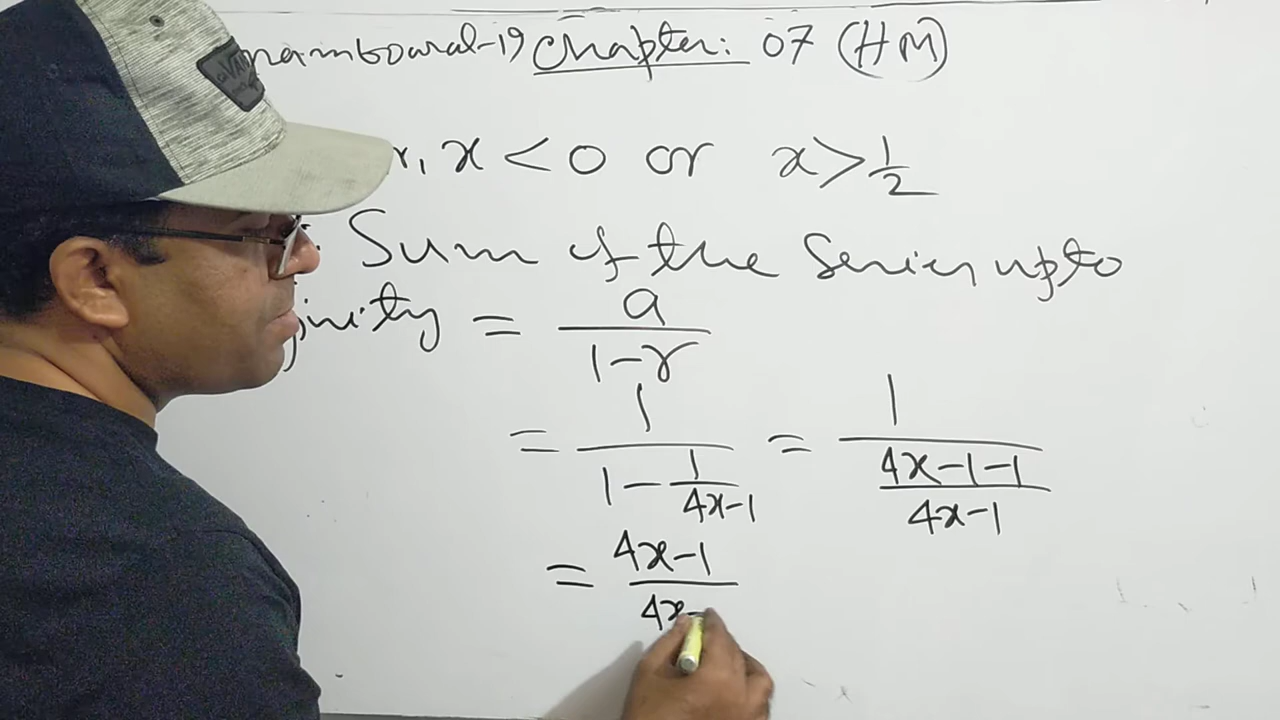 Chapter: 07 (HM)
x < 0 or x > 1/2
Sum of the Series upto
= a/(1-r)
= 1/(1 - 1/(4x-1)) = 1/((4x-1-1)/(4x-1))
= (4x-1)/(4x-